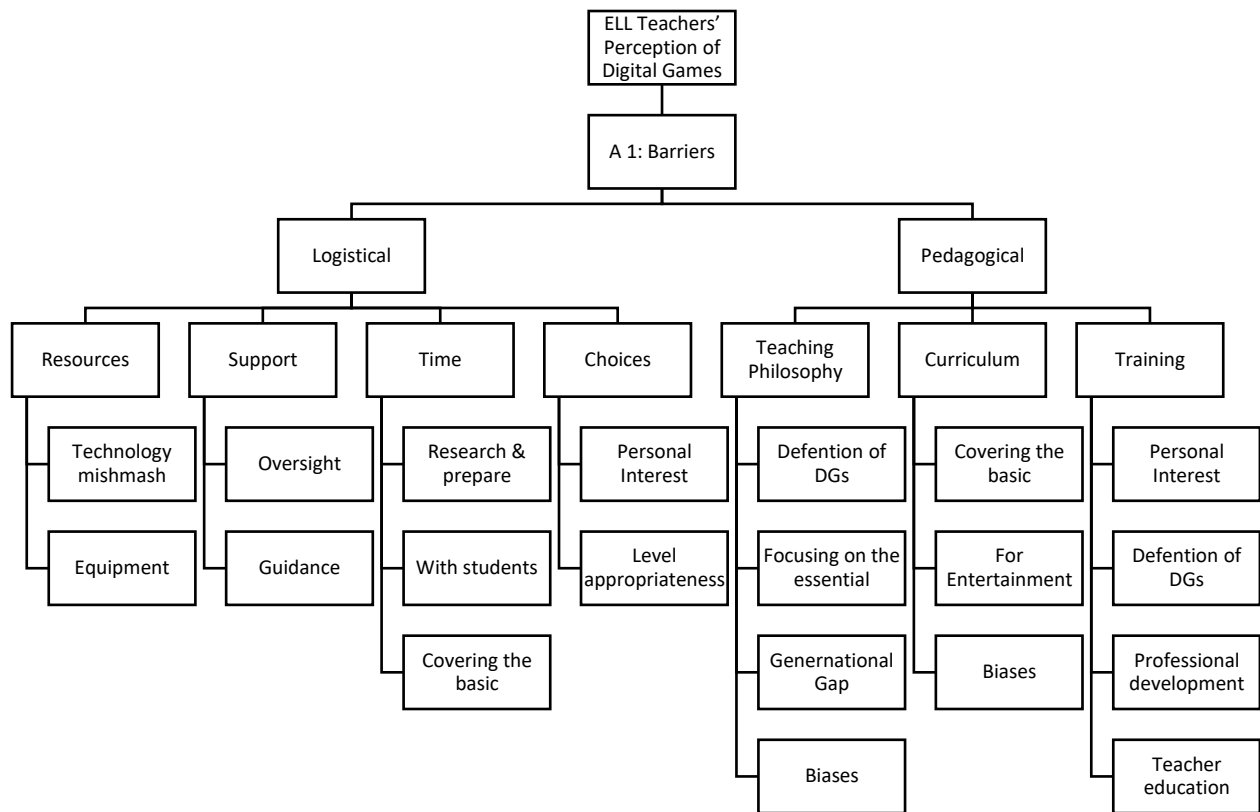 ELL Teachers’
Perception of
Digital Games
A 1: Barriers
Logistical
Pedagogical
Resources
Support
Time
Choices
Teaching
Philosophy
Curriculum
Training
Technology
mishmash
Equipment
Oversight
Guidance
Research &
prepare
With students
Covering the
basic
Personal
Interest
Level
appropriateness
Defention of
DGs
Focusing on the
essential
Genernational
Gap
Biases
Covering the
basic
For
Entertainment
Biases
Personal
Interest
Defention of
DGs
Professional
development
Teacher
education